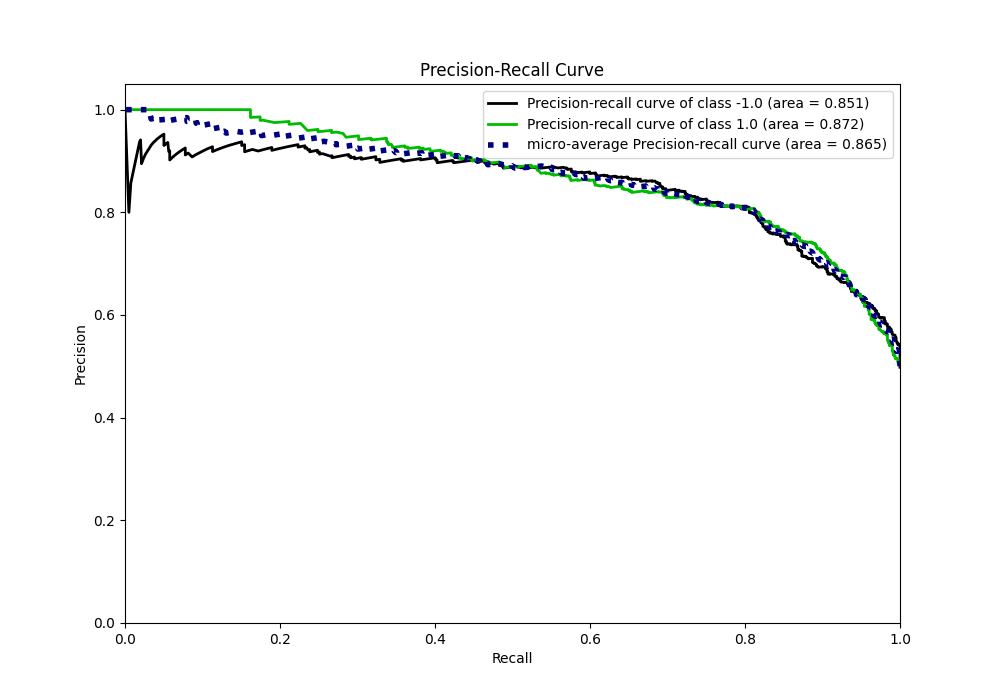 Precision-Recall Curve
Precision-recall curve of class -1.0 (area = 0.851)
Precision-recall curve of class 1.0 (area = 0.872)
micro-average Precision-recall curve (area = 0.865)
1.0
0.8
0.6
0.4
0.2
0.0
Precision
0.0 0.2 0.4 0.6 0.8 1.0
Recall